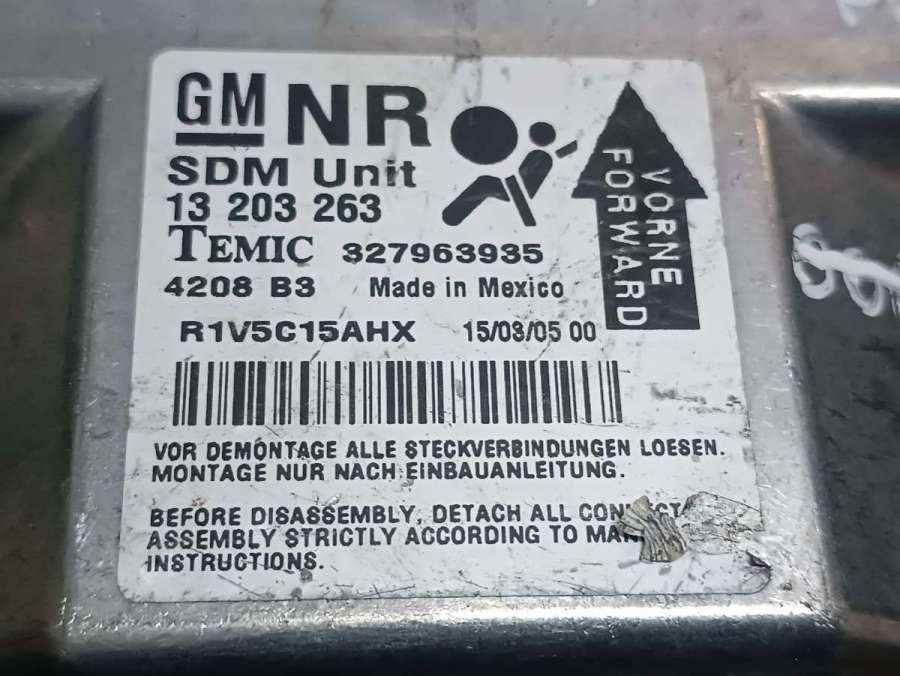 GM NR
SDM Unit
13 203 263
TEMIC 327963935
4208 B3 Made in Mexico
R1V5C15AHX 15/03/05 00
VORNE
FORWARD
VOR DEMONTAGE ALLE STECKVERBINDUNGEN LOESEN.
MONTAGE NUR NACH EINBAUANLEITUNG.
BEFORE DISASSEMBLY, DETACH ALL
ASSEMBLY STRICTLY ACCORDING TO
INSTRUCTIONS.